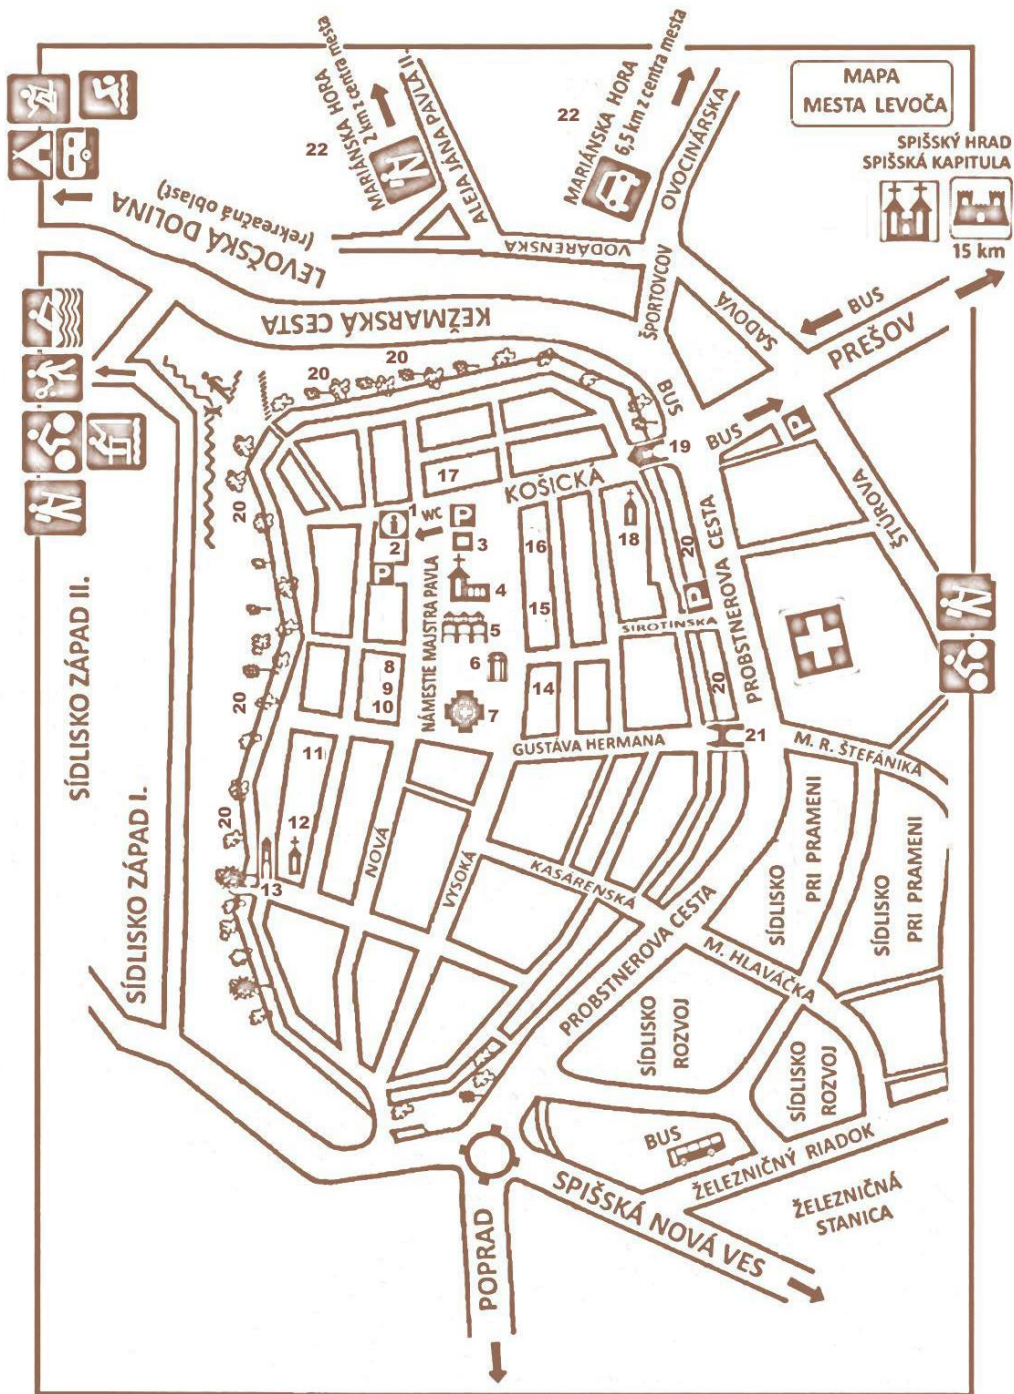 MAPA
MESTA LEVOČA
SPIŠSKÝ HRAD
SPIŠSKÁ KAPITULA
15 km
MARIÁNSKA HORA
2 km z centra mesta
22
ALEJA JÁNA PAVLA II.
MARIÁNSKA HORA
6,5 km z centra mesta
22
OVOCINÁRSKA
VODÁRENSKÁ
LEVOČSKÁ DOLINA
(rekreačná oblasť)
KEŽMARSKÁ CESTA
ŠPORTOVCOV
SADOVÁ
BUS
PREŠOV
BUS
BUS
P
ŠTÚROVA
20
20
20
20
20
20
17
KOŠICKÁ
19
1
WC
P
i
2
3
P
4
5
6
7
8
9
10
NÁMESTIE MAJSTRA PAVLA
16
15
14
18
20
P
SIROTÍNSKA
20
PROBSTNEROVA CESTA
GUSTÁVA HERMANA
21
M. R. ŠTEFÁNIKA
11
12
13
NOVÁ
VYSOKÁ
KASÁRENSKÁ
PROBSTNEROVA CESTA
M. HLAVÁČKA
SÍDLISKO
PRI PRAMENI
SÍDLISKO
PRI PRAMENI
SÍDLISKO
ROZVOJ
SÍDLISKO
ROZVOJ
SÍDLISKO ZÁPAD II.
SÍDLISKO ZÁPAD I.
BUS
ŽELEZNIČNÝ RIADOK
ŽELEZNIČNÁ
STANICA
SPIŠSKÁ NOVÁ VES
POPRAD